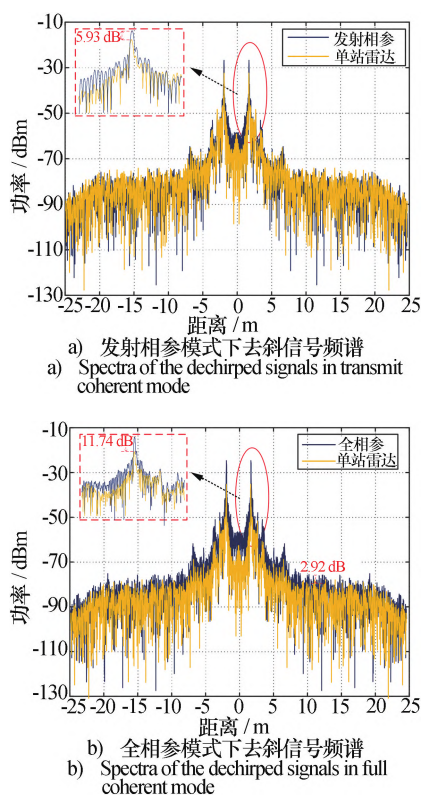 -10
-30
-50
-70
-90
-110
-130
功率 / dBm
5.93 dB
发射相参
单站雷达
-25 -20 -15 -10 -5 0 5 10 15 20 25
距离 / m
a) 发射相参模式下去斜信号频谱
a) Spectra of the dechirped signals in transmit
coherent mode
-10
-30
-50
-70
-90
-110
-130
功率 / dBm
11.74 dB
全相参
单站雷达
2.92 dB
-25 -20 -15 -10 -5 0 5 10 15 20 25
距离 / m
b) 全相参模式下去斜信号频谱
b) Spectra of the dechirped signals in full
coherent mode